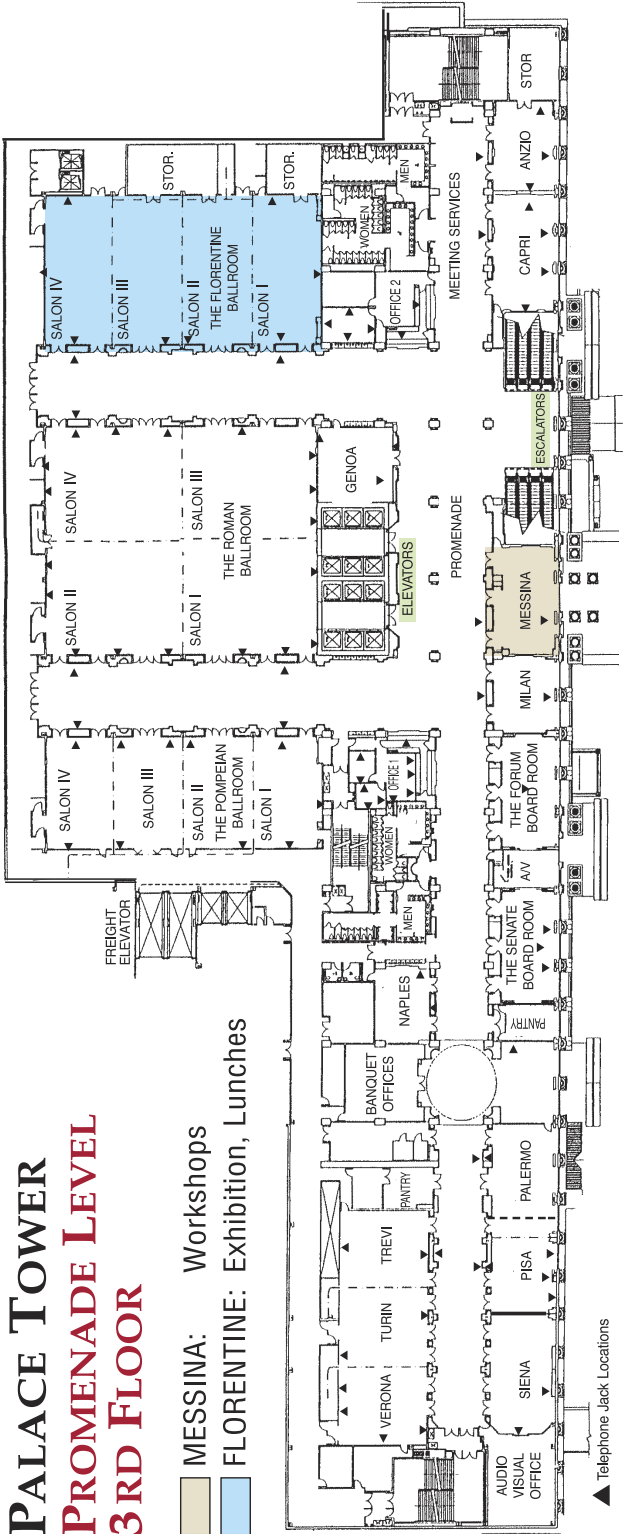 PALACE TOWER
PROMENADE LEVEL
3RD FLOOR
MESSINA: Workshops
FLORENTINE: Exhibition, Lunches
FREIGHT
ELEVATOR
SALON IV
SALON III
SALON II
THE POMPEIAN
BALLROOM
SALON I
SALON II
SALON IV
SALON I
SALON III
THE ROMAN
BALLROOM
SALON IV
SALON III
SALON II
THE FLORENTINE
BALLROOM
SALON I
STOR.
STOR.
VERONA
TURIN
TREVI
PANTRY
BANQUET
OFFICES
NAPLES
MEN
WOMEN
OFFICE 1
ELEVATORS
GENOA
OFFICE 2
WOMEN
MEN
PROMENADE
MEETING SERVICES
AUDIO
VISUAL
OFFICE
SIENA
PISA
PALERMO
PANTRY
THE SENATE
BOARD ROOM
A/V
THE FORUM
BOARD ROOM
MILAN
MESSINA
ESCALATORS
CAPRI
ANZIO
STOR
Telephone Jack Locations